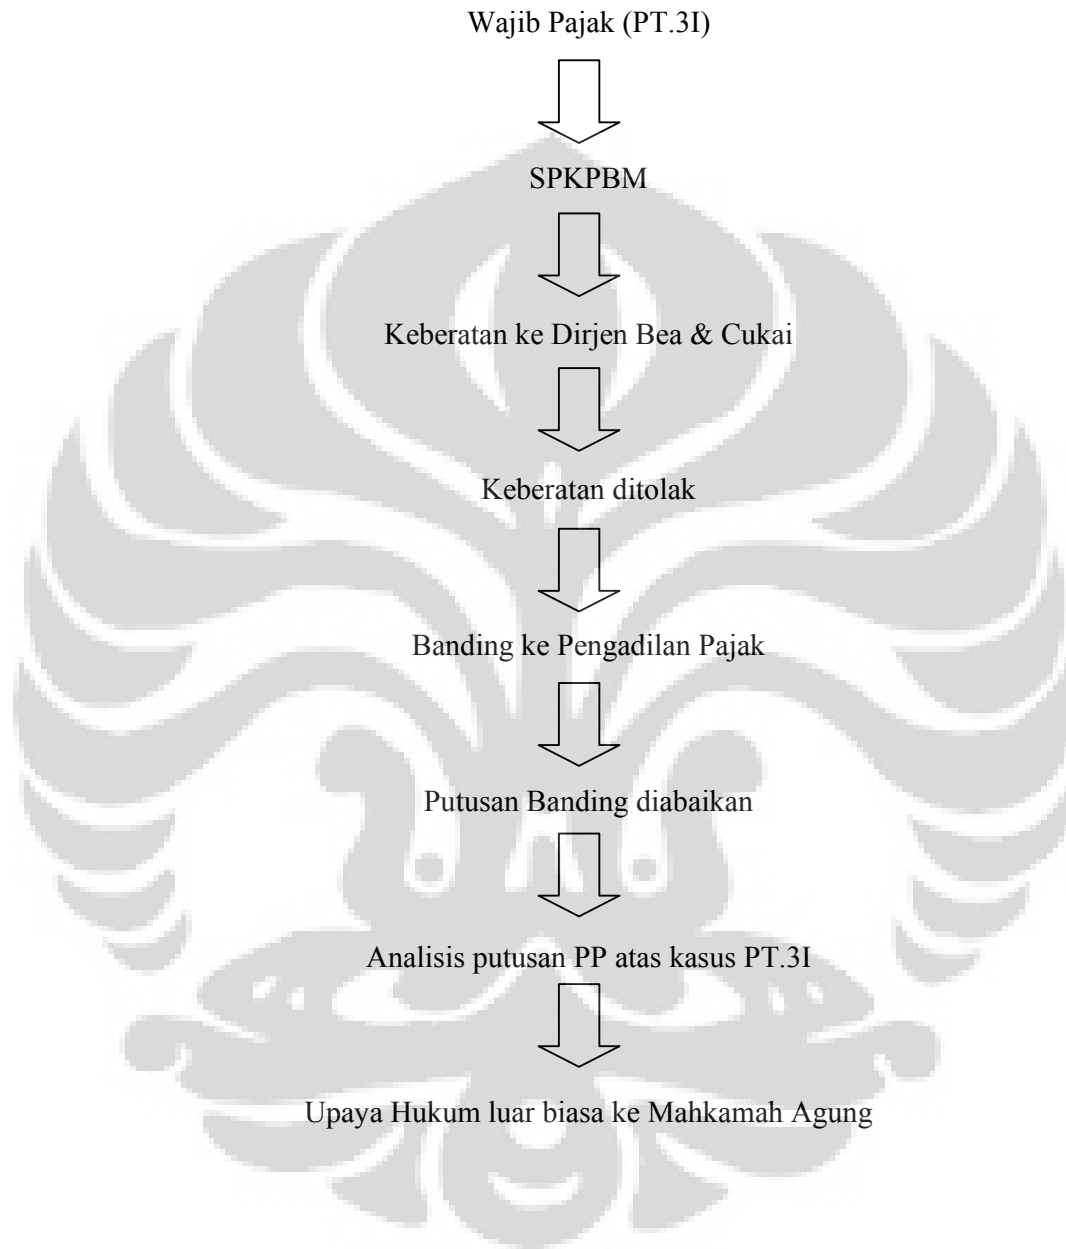 Wajib Pajak (PT.3I)
SPKPBM
Keberatan ke Dirjen Bea & Cukai
Keberatan ditolak
Banding ke Pengadilan Pajak
Putusan Banding diabaikan
Analisis putusan PP atas kasus PT.3I
Upaya Hukum luar biasa ke Mahkamah Agung